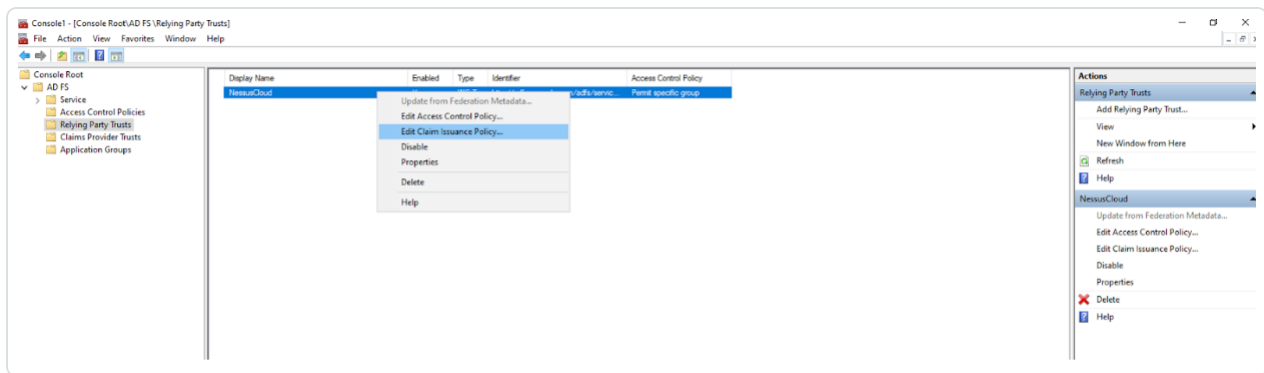 Console1 - [Console Root\AD FS\Relying Party Trusts]
File Action View Favorites Window Help
Console Root
AD FS
Service
Access Control Policies
Relying Party Trusts
Claims Provider Trusts
Application Groups
Display Name Enabled Type Identifier Access Control Policy
NessusCloud /adfs/servic... Permit specific group
Update from Federation Metadata...
Edit Access Control Policy...
Edit Claim Issuance Policy...
Disable
Properties
Delete
Help
Actions
Relying Party Trusts
Add Relying Party Trust...
View
New Window from Here
Refresh
Help
NessusCloud
Update from Federation Metadata...
Edit Access Control Policy...
Edit Claim Issuance Policy...
Disable
Properties
Delete
Help